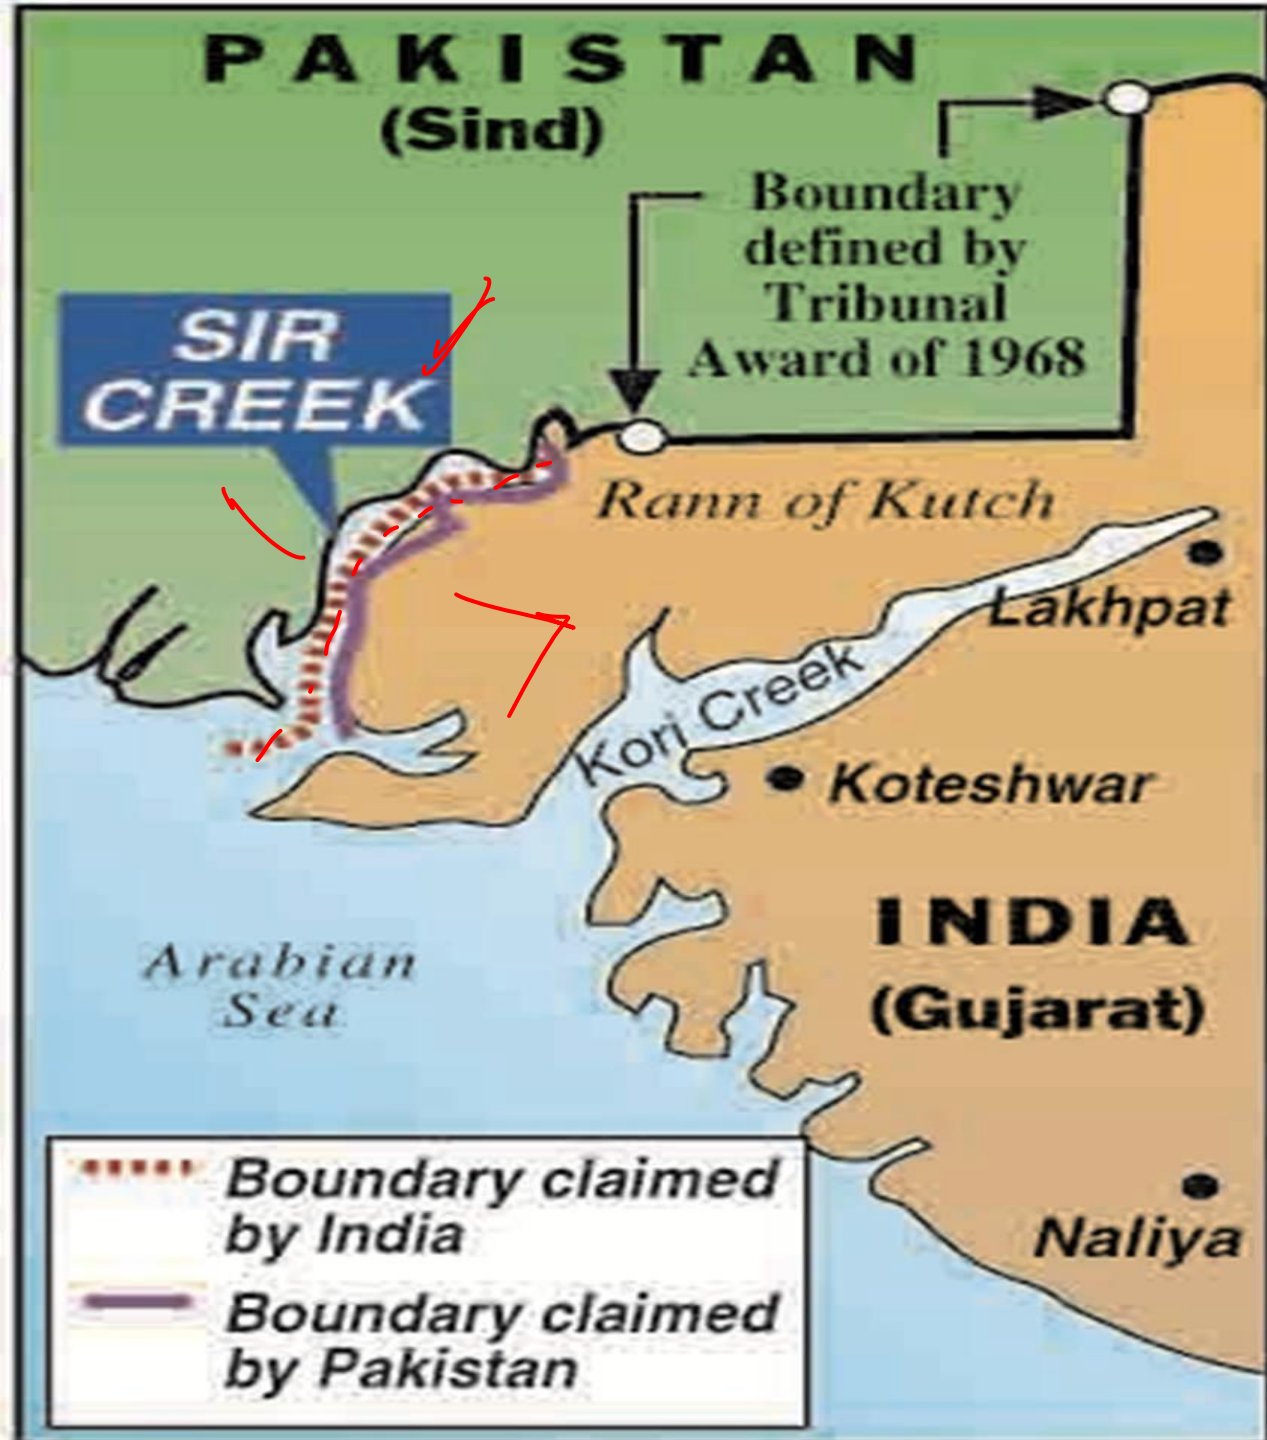 PAKISTAN
(Sind)
Boundary
defined by
Tribunal
Award of 1968
SIR
CREEK
Rann of Kutch
Lakhpat
Kori Creek
Koteshwar
INDIA
(Gujarat)
Arabian
Sea
Naliya
Boundary claimed
by India
Boundary claimed
by Pakistan